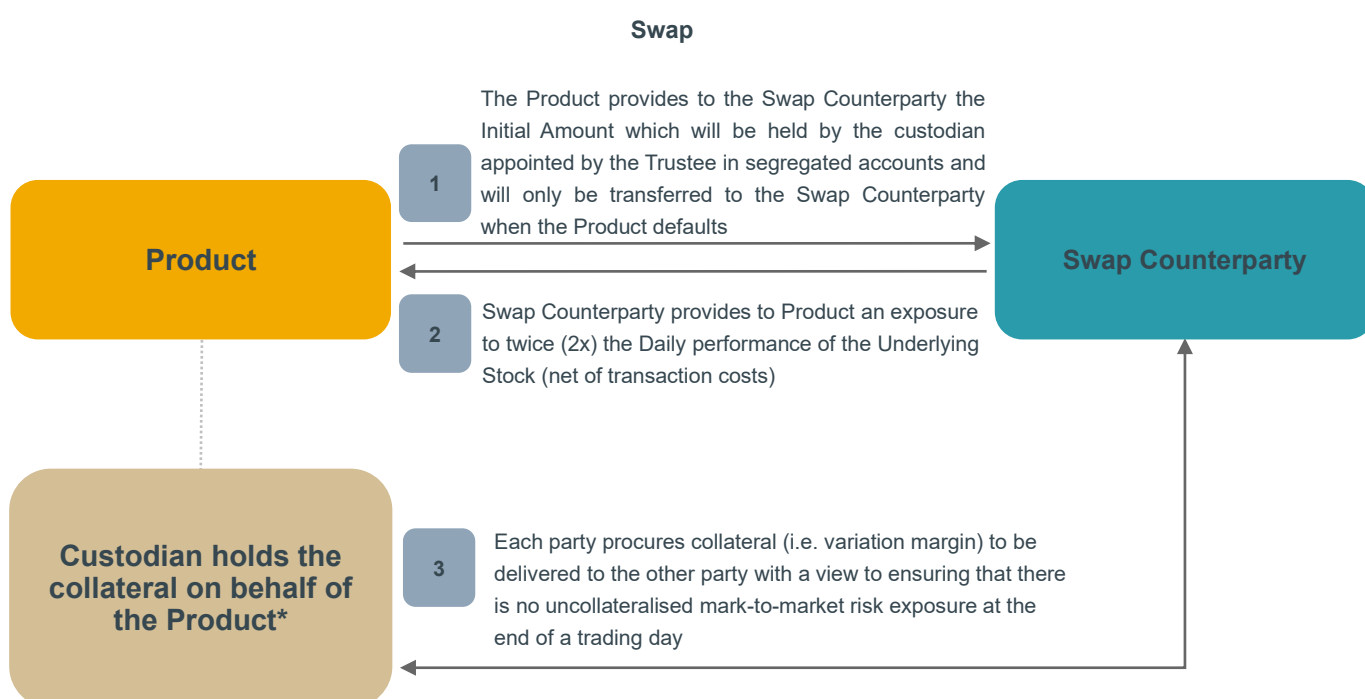 Swap
The Product provides to the Swap Counterparty the
Initial Amount which will be held by the custodian
appointed by the Trustee in segregated accounts and
will only be transferred to the Swap Counterparty
when the Product defaults
1
Product
Swap Counterparty
2
Swap Counterparty provides to Product an exposure
to twice (2x) the Daily performance of the Underlying
Stock (net of transaction costs)
Custodian holds the
collateral on behalf of
the Product*
3
Each party procures collateral (i.e. variation margin) to be
delivered to the other party with a view to ensuring that there
is no uncollateralised mark-to-market risk exposure at the
end of a trading day